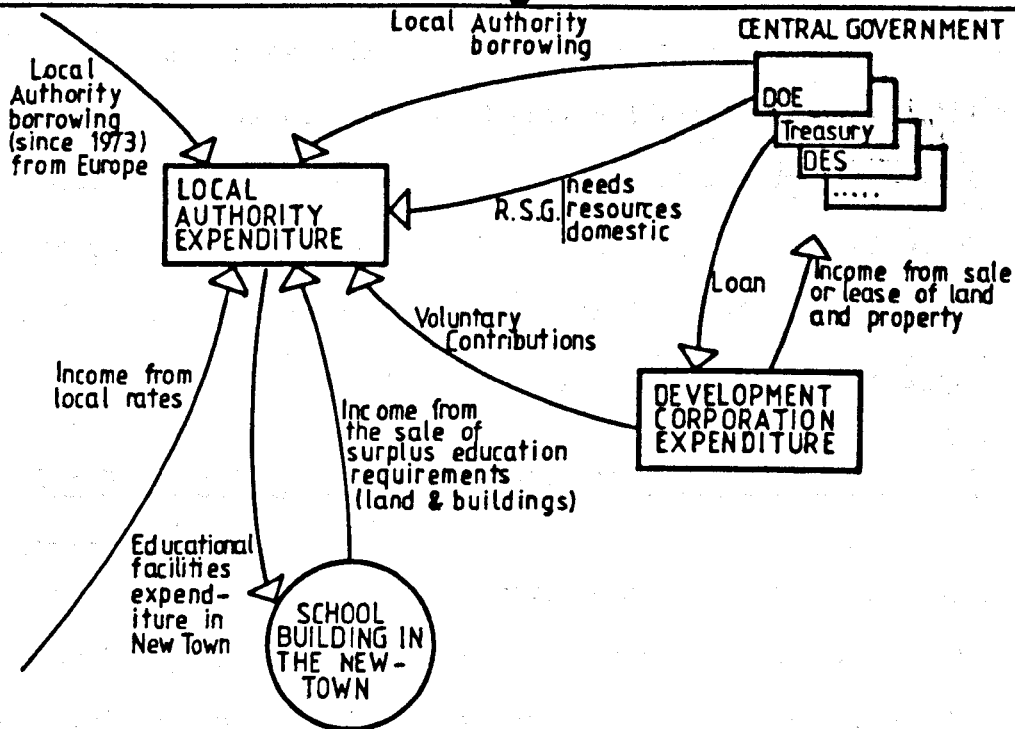 Local Authority
borrowing
CENTRAL GOVERNMENT
Local
Authority
borrowing
(since 1973)
from Europe
DOE
Treasury
DES
.....
LOCAL
AUTHORITY
EXPENDITURE
R.S.G.
needs
resources
domestic
Loan
Income from sale
or lease of land
and property
Voluntary
Contributions
Income from
local rates
DEVELOPMENT
CORPORATION
EXPENDITURE
Income from
the sale of
surplus education
requirements
(land & buildings)
Educational
facilities
expend-
iture in
New Town
SCHOOL
BUILDING IN
THE NEW-
TOWN